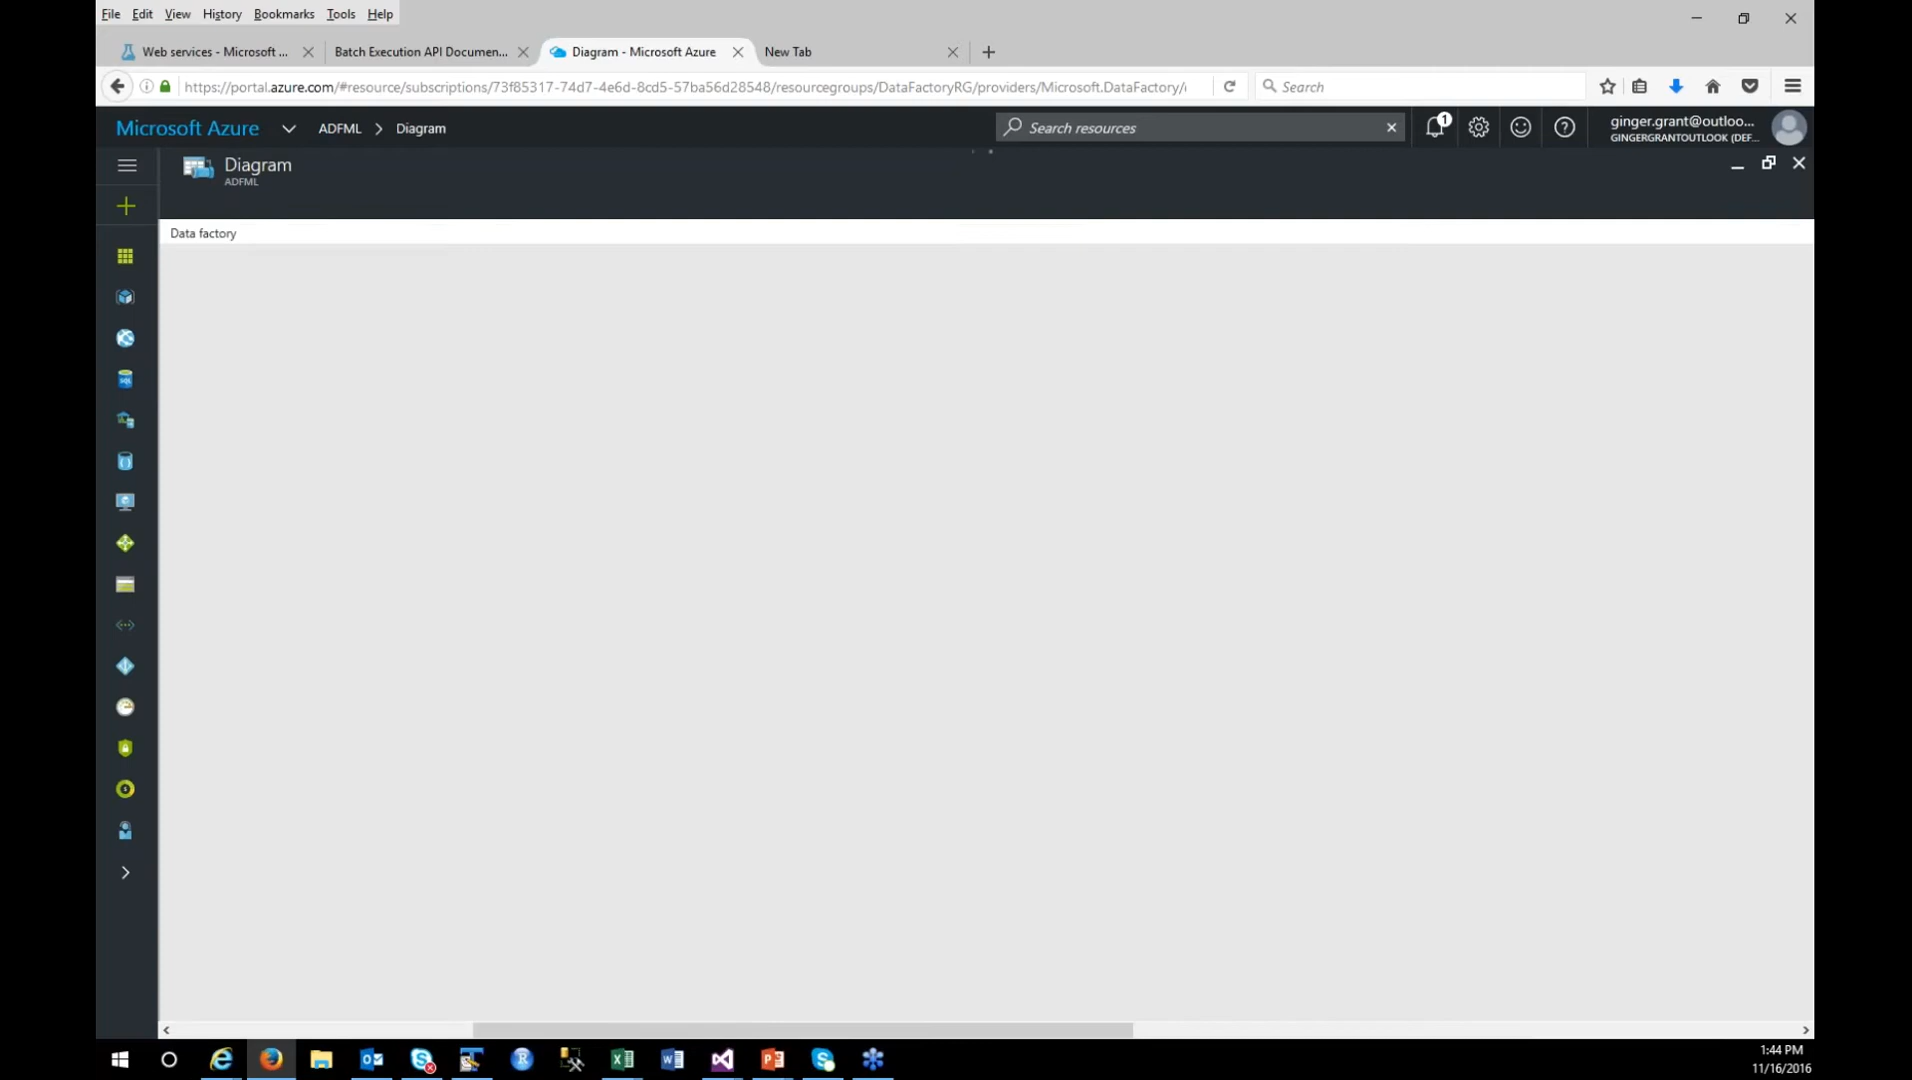 File Edit View History Bookmarks Tools Help
Web services - Microsoft ...
Batch Execution API Documen...
Diagram - Microsoft Azure
New Tab
https://portal.azure.com/#resource/subscriptions/73f85317-74d7-4e6d-8cd5-57ba56d28548/resourcegroups/DataFactoryRG/providers/Microsoft.DataFactory/
Search
Microsoft Azure
ADFML > Diagram
Search resources
1
ginger.grant@outloo...
GINGERGRANTOUTLOOK (DEF...
Diagram
ADFML
Data factory
1:44 PM
11/16/2016